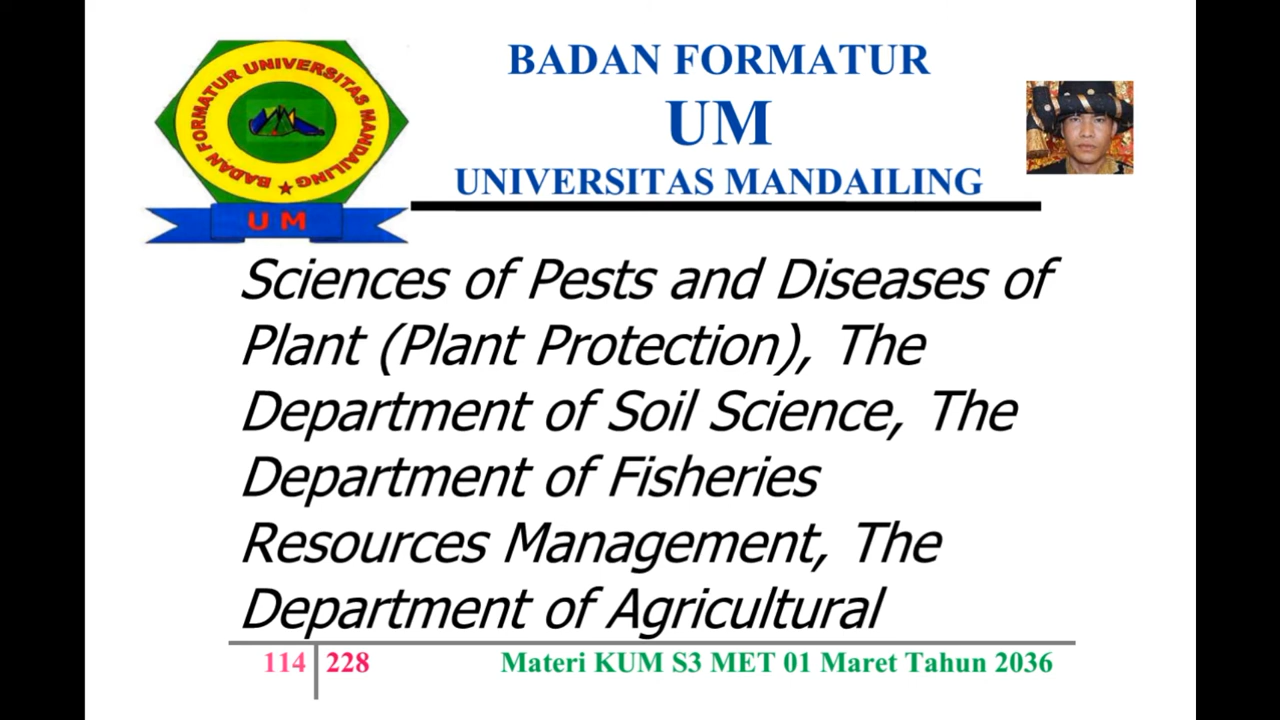 BADAN FORMATUR UNIVERSITAS MANDAILING
U M
BADAN FORMATUR
UM
UNIVERSITAS MANDAILING
Sciences of Pests and Diseases of
Plant (Plant Protection), The
Department of Soil Science, The
Department of Fisheries
Resources Management, The
Department of Agricultural
114 228
Materi KUM S3 MET 01 Maret Tahun 2036